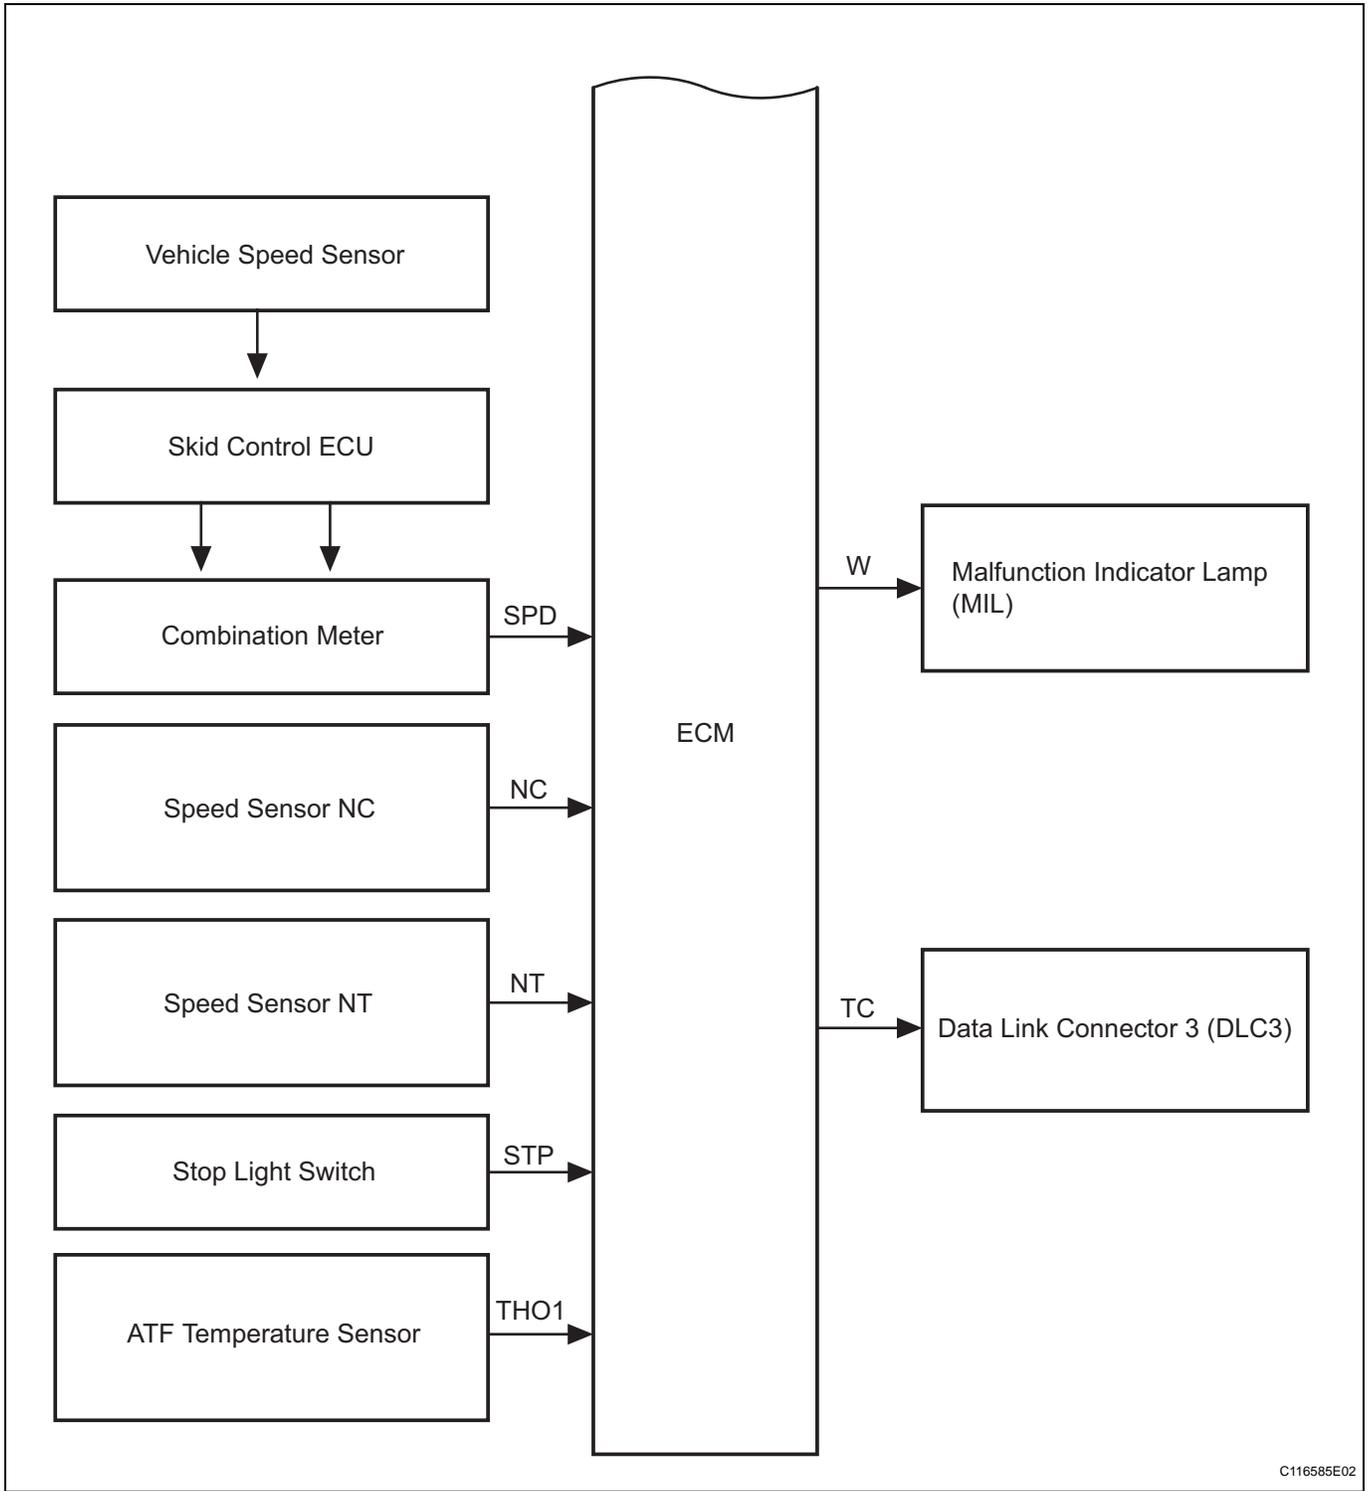 Vehicle Speed Sensor
Skid Control ECU
Combination Meter
SPD
Speed Sensor NC
NC
Speed Sensor NT
NT
Stop Light Switch
STP
ATF Temperature Sensor
THO1
ECM
W
Malfunction Indicator Lamp
(MIL)
TC
Data Link Connector 3 (DLC3)
C116585E02